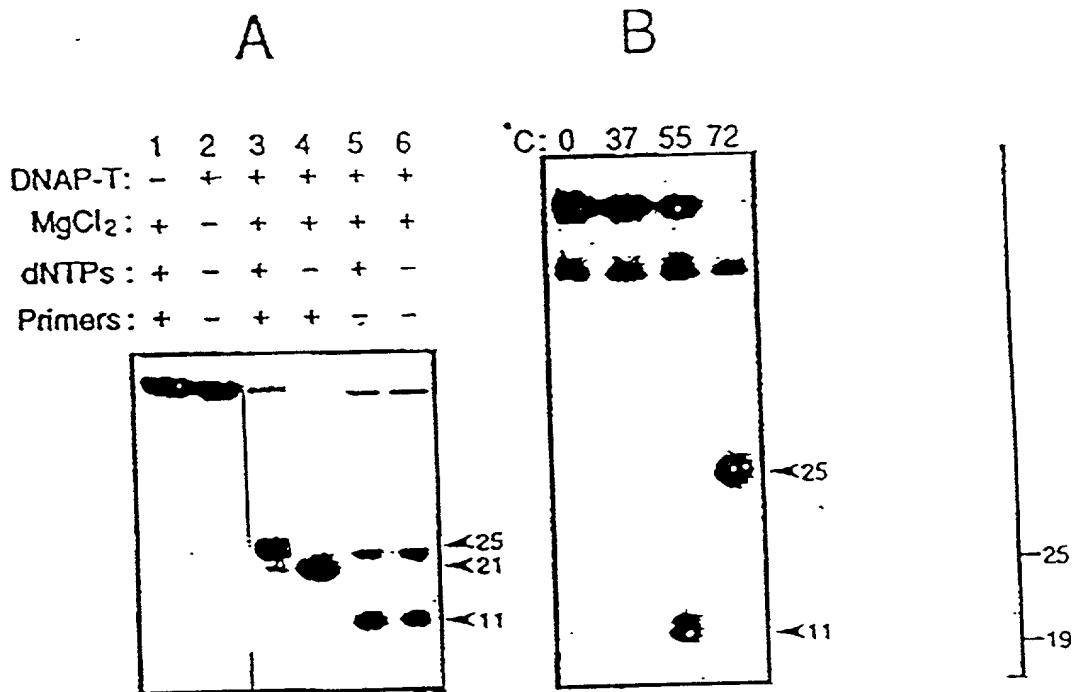 A
B
1 2 3 4 5 6
DNAP-T: - + + + + +
MgCl2: + - + + + +
dNTPs: + - + - + -
Primers: + - + + - -
25
21
11
°C: 0 37 55 72
25
11
25
19